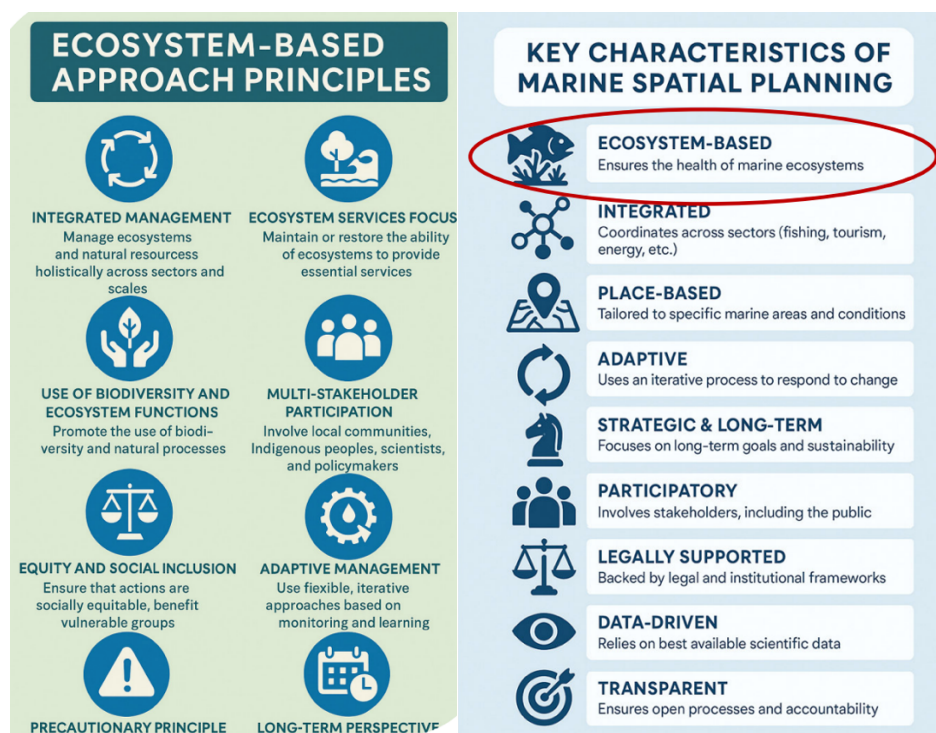 ECOSYSTEM-BASED
APPROACH PRINCIPLES
INTEGRATED MANAGEMENT
Manage ecosystems
and natural resourcess
holistically across sectors and
scales
ECOSYSTEM SERVICES FOCUS
Maintain or restore the ability
of ecosystems to provide
essential services
USE OF BIODIVERSITY AND
ECOSYSTEM FUNCTIONS
Promote the use of biodi-
versity and natural processes
MULTI-STAKEHOLDER
PARTICIPATION
Involve local communities,
Indigenous peoples, scientists,
and policymakers
EQUITY AND SOCIAL INCLUSION
Ensure that actions are
socially equitable, benefit
vulnerable groups
ADAPTIVE MANAGEMENT
Use fiexible, iterative
approaches based on
monitoring and learning
PRECAUTIONARY PRINCIPLE
LONG-TERM PERSPECTIVE
KEY CHARACTERISTICS OF
MARINE SPATIAL PLANNING
ECOSYSTEM-BASED
Ensures the health of marine ecosystems
INTEGRATED
Coordinates across sectors (fishing, tourism,
energy, etc.)
PLACE-BASED
Tailored to specific marine areas and conditions
ADAPTIVE
Uses an iterative process to respond to change
STRATEGIC & LONG-TERM
Focuses on long-term goals and sustainability
PARTICIPATORY
Involves stakeholders, including the public
LEGALLY SUPPORTED
Backed by legal and institutional frameworks
DATA-DRIVEN
Relies on best available scientific data
TRANSPARENT
Ensures open processes and accountability